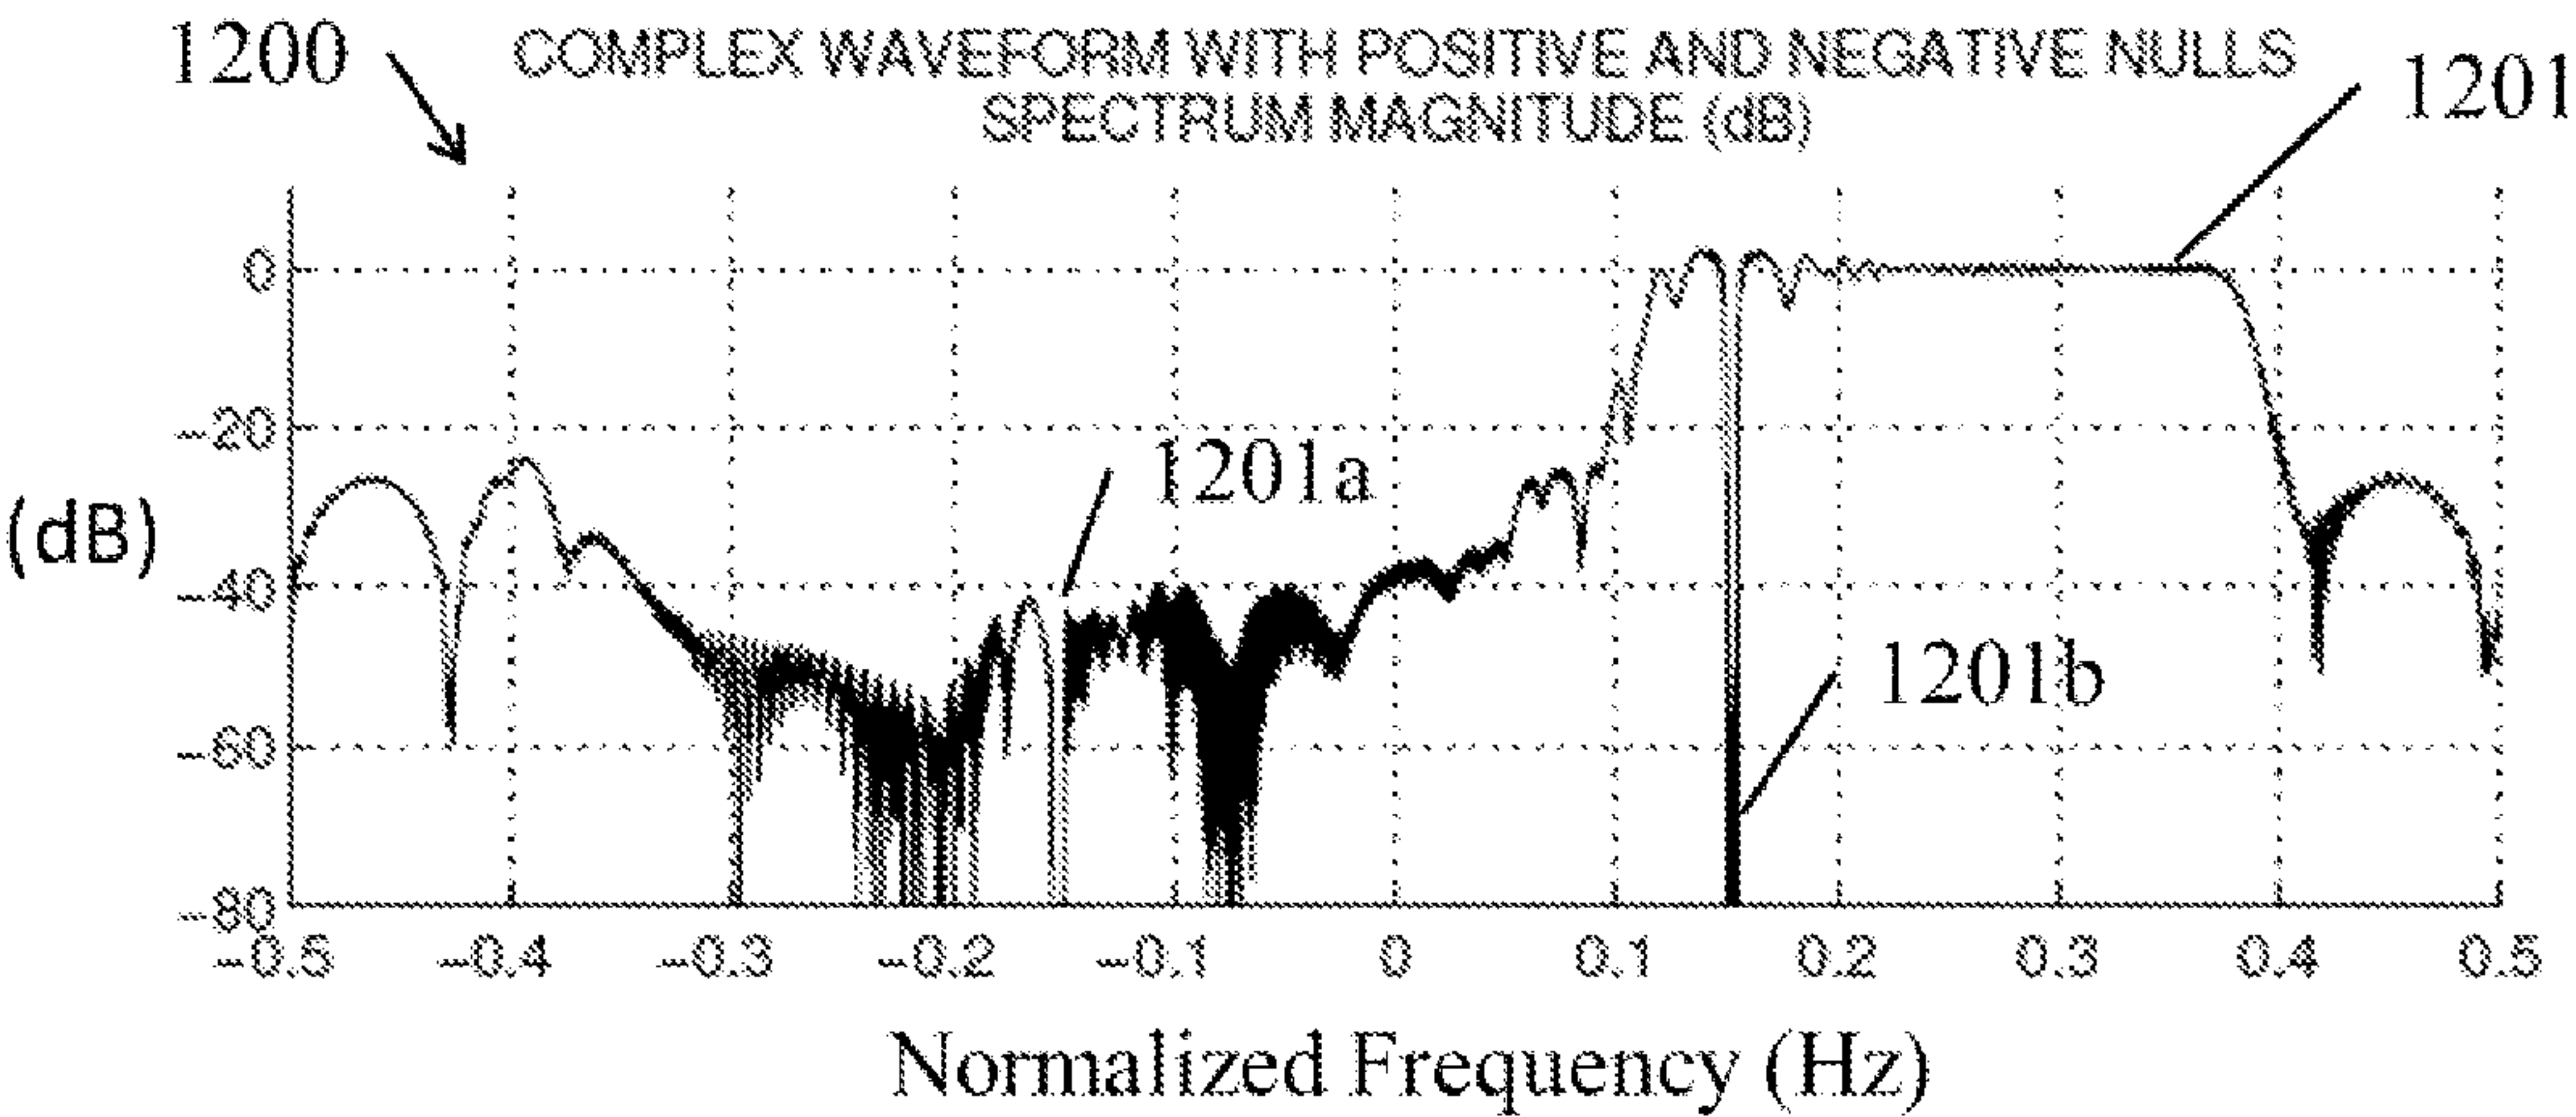 1200
COMPLEX WAVEFORM WITH POSITIVE AND NEGATIVE NULLS
SPECTRUM MAGNITUDE (dB)
1201
0
-20
1201a
(dB)
-40
1201b
-60
-80
-0.5 -0.4 -0.3 -0.2 -0.1 0 0.1 0.2 0.3 0.4 0.5
Normalized Frequency (Hz)